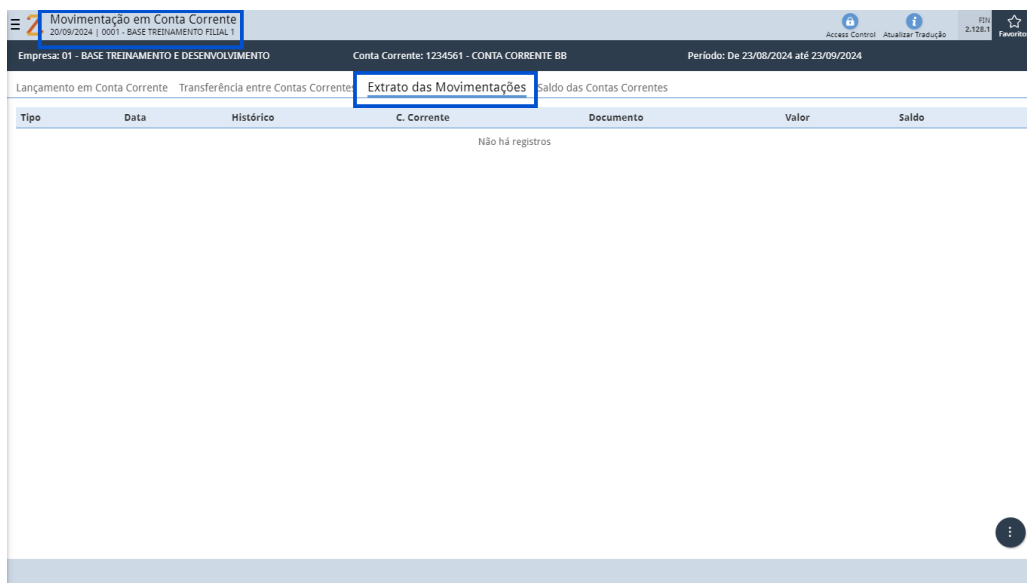 Movimentação em Conta Corrente
20/09/2024 | 0001 - BASE TREINAMENTO FILIAL 1
Access Control
Atualizar Tradução
FIN
2.128.1
Favoritos
Empresa: 01 - BASE TREINAMENTO E DESENVOLVIMENTO
Conta Corrente: 1234561 - CONTA CORRENTE BB
Período: De 23/08/2024 até 23/09/2024
Lançamento em Conta Corrente Transferência entre Contas Correntes Extrato das Movimentações Saldo das Contas Correntes
Tipo Data Histórico C. Corrente Documento Valor Saldo
Não há registros